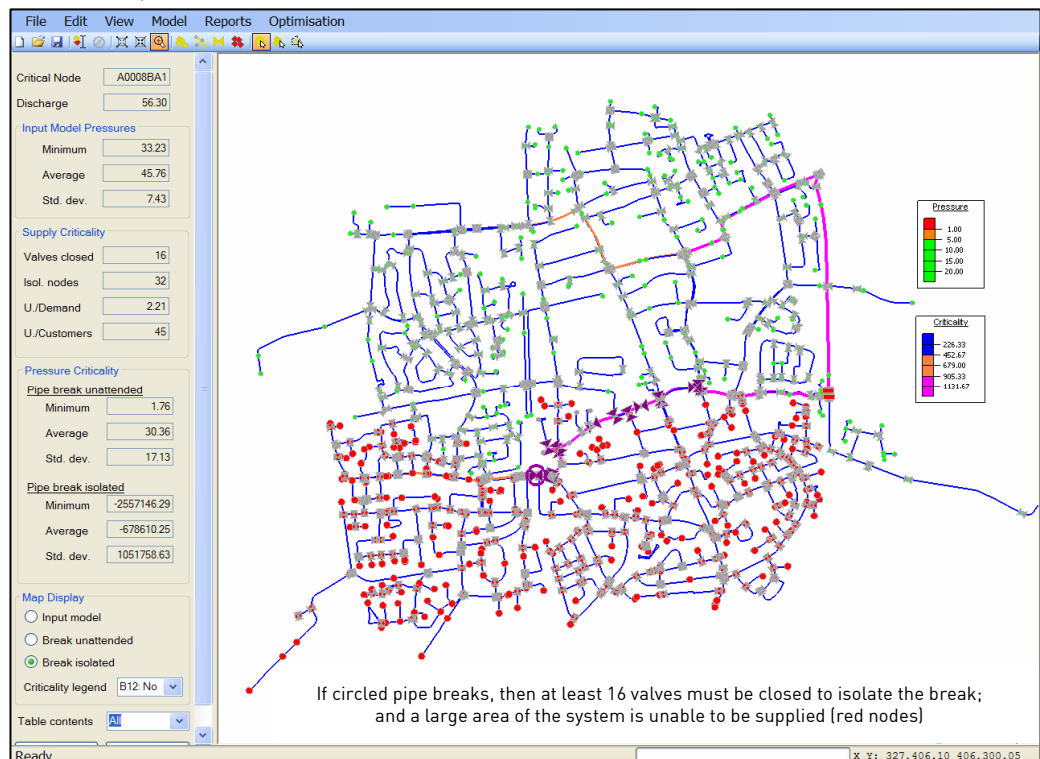 File Edit View Model Reports Optimisation
Critical Node A0008BA1
Discharge 56.30
Input Model Pressures
Minimum 33.23
Average 45.76
Std. dev. 7.43
Supply Criticality
Valves closed 16
Isol. nodes 32
U./Demand 2.21
U./Customers 45
Pressure Criticality
Pipe break unattended
Minimum 1.76
Average 30.36
Std. dev. 17.13
Pipe break isolated
Minimum -2557146.29
Average -678610.25
Std. dev. 1051758.63
Map Display
Input model
Break unattended
Break isolated
Criticality legend B12: No
Table contents All
Pressure
1.00
5.00
10.00
15.00
20.00
Criticality
226.33
452.67
679.00
905.33
1131.67
If circled pipe breaks, then at least 16 valves must be closed to isolate the break;
and a large area of the system is unable to be supplied (red nodes)
Ready X Y: 327,406.10 406,300.05